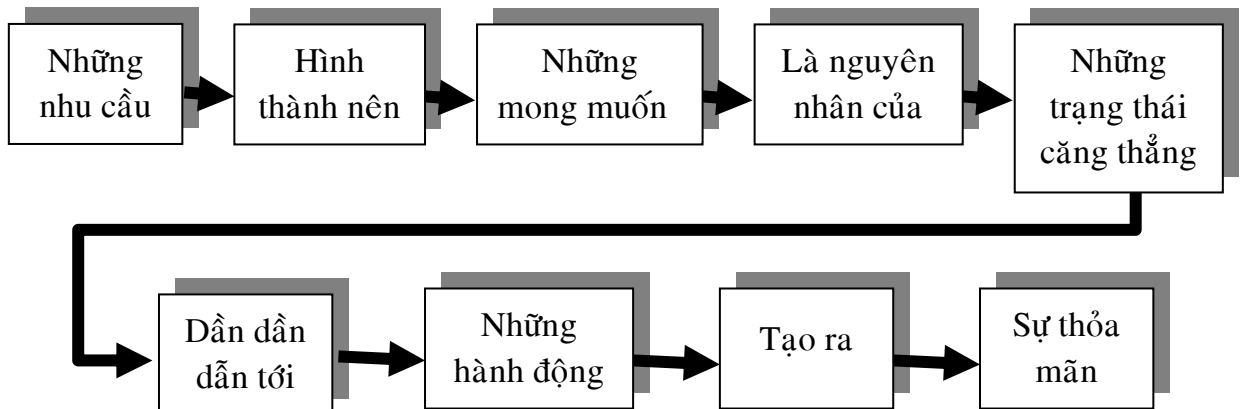 Những
nhu cầu
Hình
thành nên
Những
mong muốn
Là nguyên
nhân của
Những
trạng thái
căng thẳng
Dần dần
dẫn tới
Những
hành động
Tạo ra
Sự thỏa
mãn